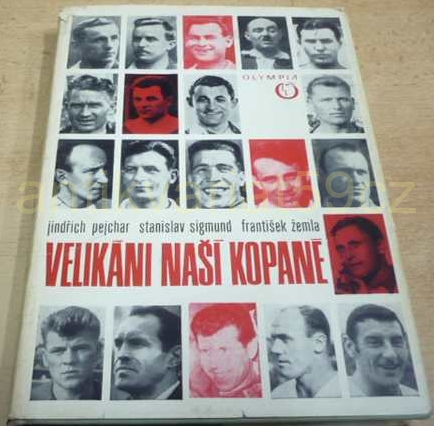 OLYMPIA
jindřich pejchar stanislav sigmund františek žemla
VELIKÁNI NAŠÍ KOPANÉ